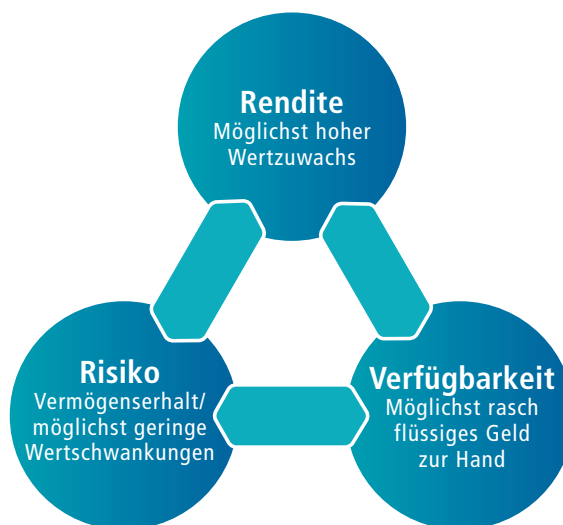 Rendite
Möglichst hoher
Wertzuwachs
Risiko
Vermögenserhalt/
möglichst geringe
Wertschwankungen
Verfügbarkeit
Möglichst rasch
flüssiges Geld
zur Hand